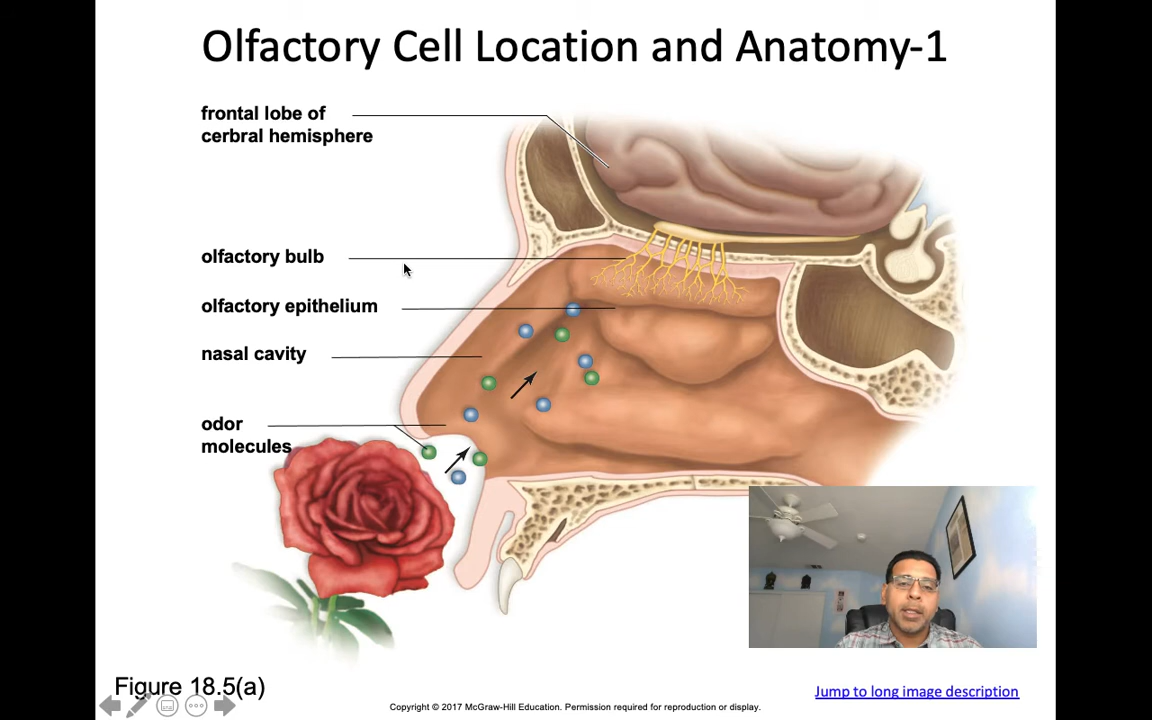 Olfactory Cell Location and Anatomy-1
frontal lobe of
cerbral hemisphere
olfactory bulb
olfactory epithelium
nasal cavity
odor
molecules
Figure 18.5(a)
Jump to long image description
Copyright © 2017 McGraw-Hill Education. Permission required for reproduction or display.